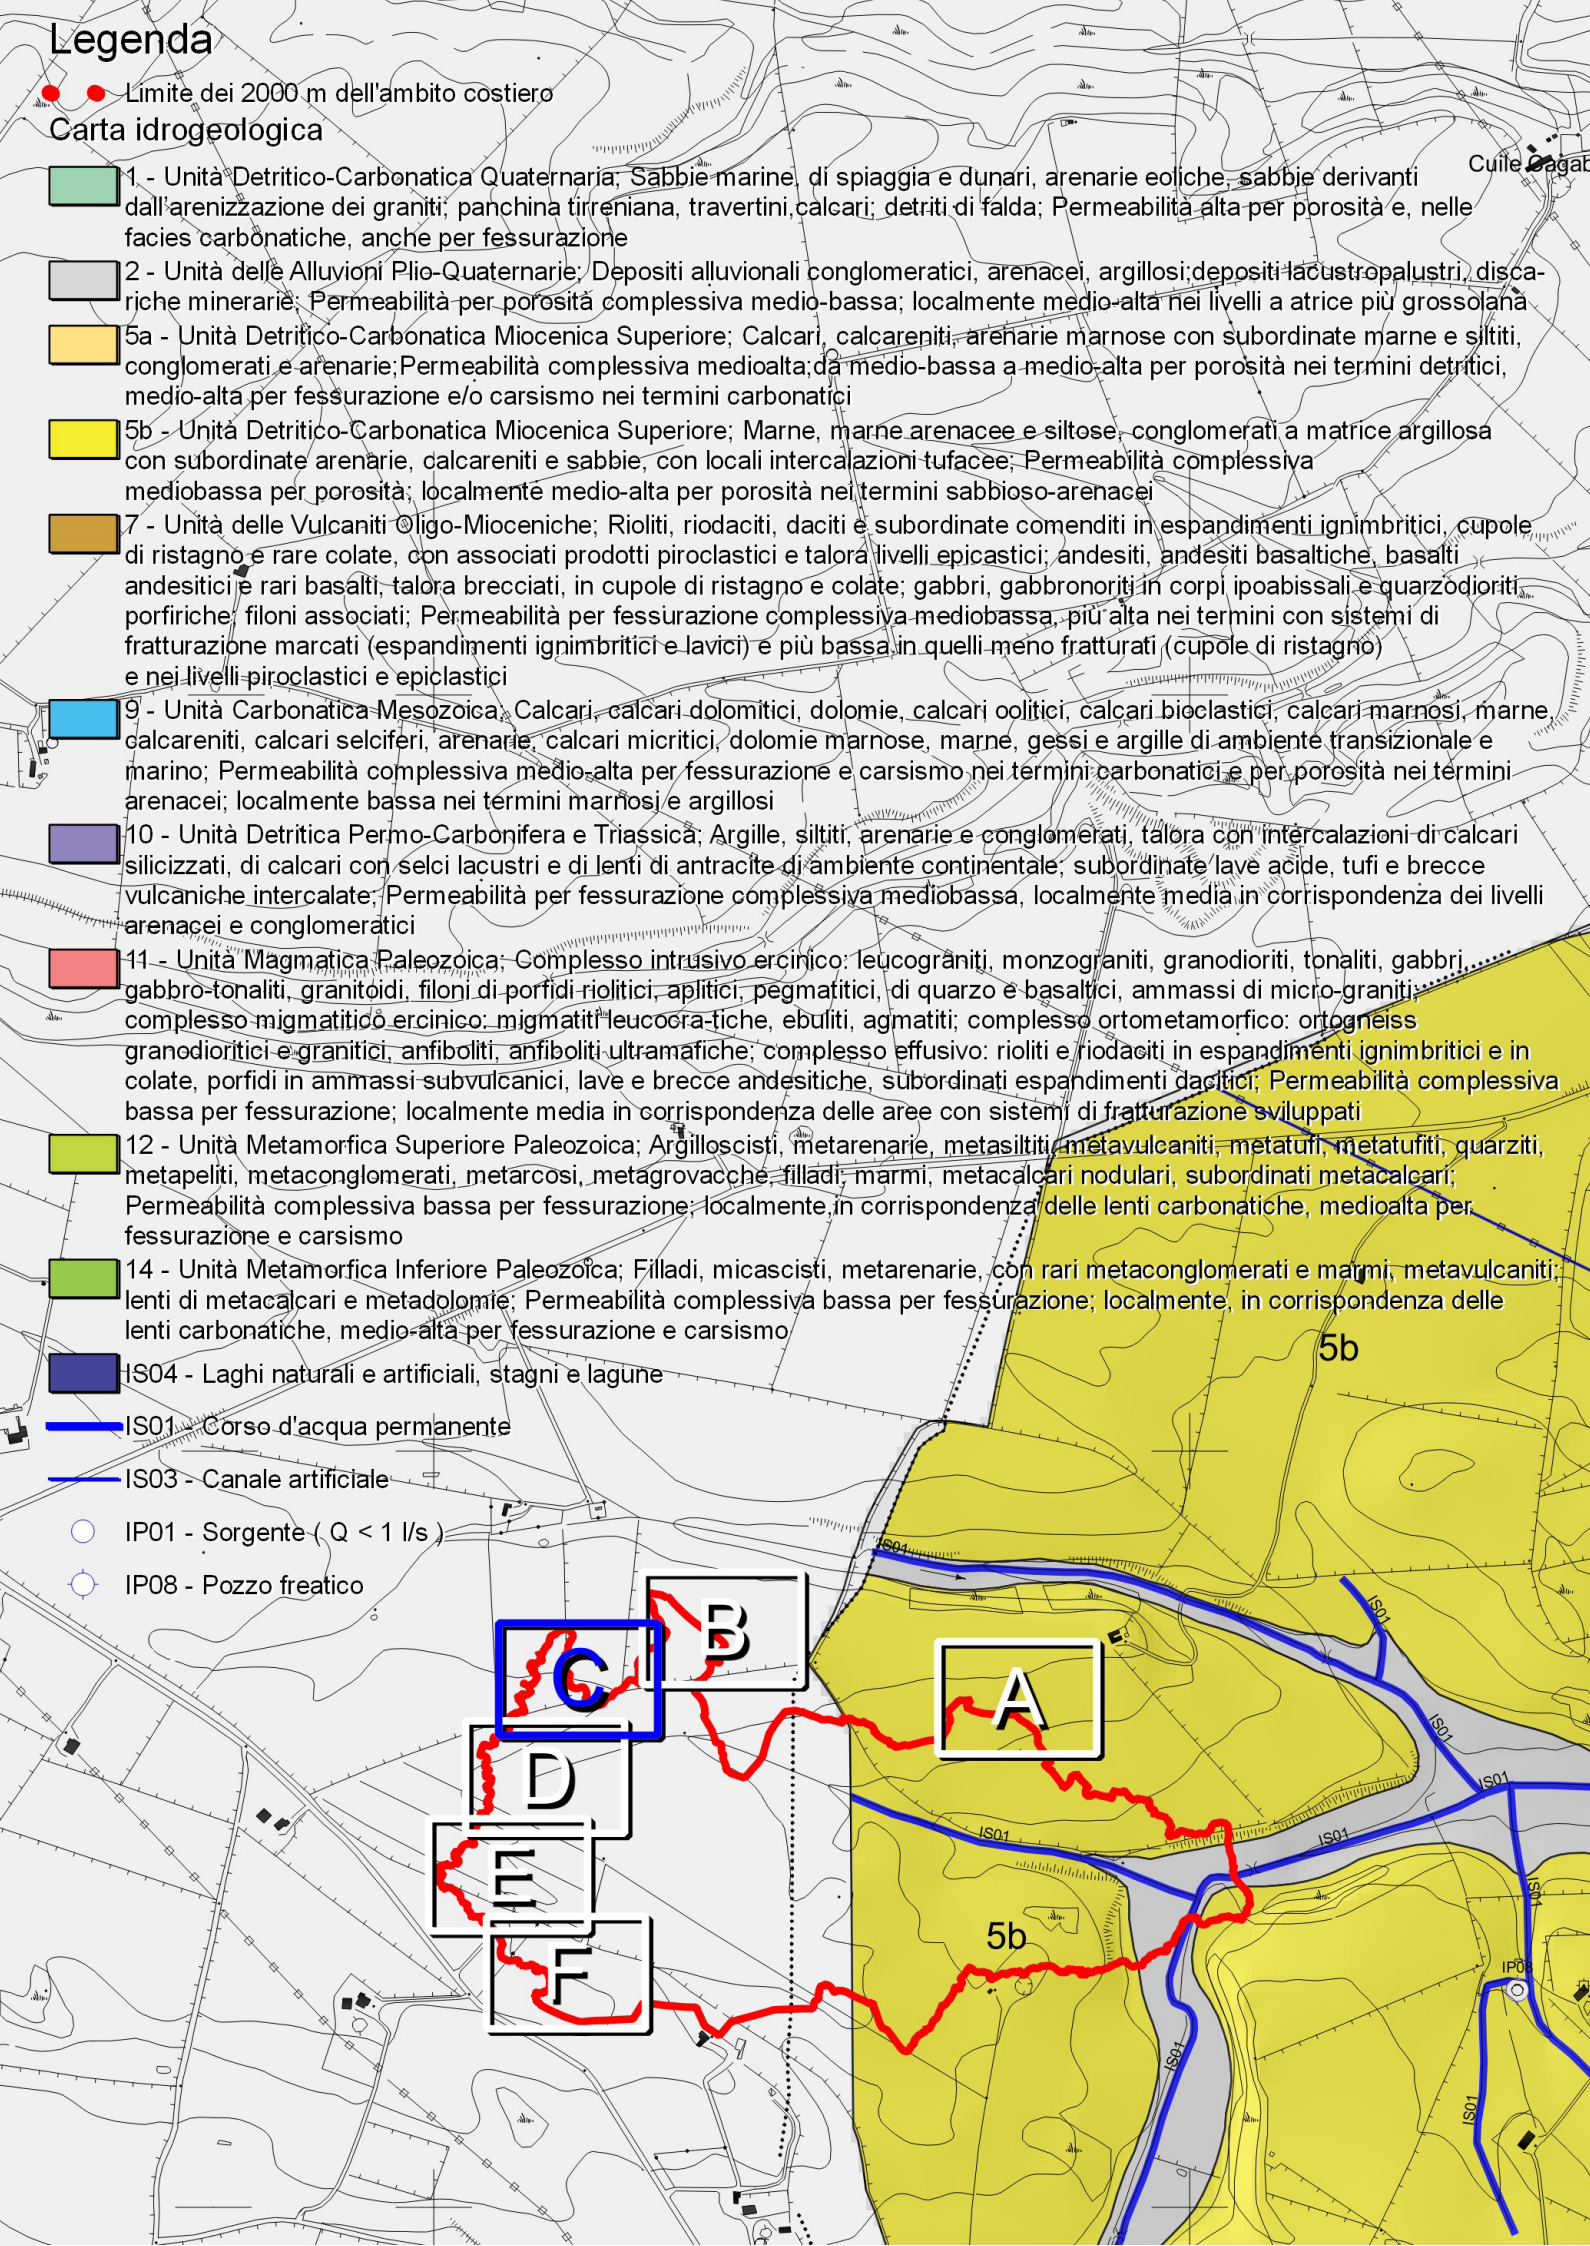 Legenda
Limite dei 2000 m dell'ambito costiero
Carta idrogeologica
1 - Unità Detritico-Carbonatica Quaternaria; Sabbie marine, di spiaggia e dunari, arenarie eoliche, sabbie derivanti
dall'arenizzazione dei graniti; panchina tirreniana, travertini,calcari; detriti di falda; Permeabilità alta per porosità e, nelle
facies carbonatiche, anche per fessurazione
2 - Unità delle Alluvioni Plio-Quaternarie; Depositi alluvionali conglomeratici, arenacei, argillosi;depositi lacustropalustri, disca-
riche minerarie; Permeabilità per porosità complessiva medio-bassa; localmente medio-alta nei livelli a atrice più grossolana
5a - Unità Detritico-Carbonatica Miocenica Superiore; Calcari, calcareniti, arenarie marnose con subordinate marne e siltiti,
conglomerati e arenarie;Permeabilità complessiva medioalta;da medio-bassa a medio-alta per porosità nei termini detritici,
medio-alta per fessurazione e/o carsismo nei termini carbonatici
5b - Unità Detritico-Carbonatica Miocenica Superiore; Marne, marne arenacee e siltose, conglomerati a matrice argillosa
con subordinate arenarie, calcareniti e sabbie, con locali intercalazioni tufacee; Permeabilità complessiva
mediobassa per porosità; localmente medio-alta per porosità nei termini sabbioso-arenacei
7 - Unità delle Vulcaniti Oligo-Mioceniche; Rioliti, riodaciti, daciti e subordinate comenditi in espandimenti ignimbritici, cupole
di ristagno e rare colate, con associati prodotti piroclastici e talora livelli epicastici; andesiti, andesiti basaltiche, basalti
andesitici e rari basalti, talora brecciati, in cupole di ristagno e colate; gabbri, gabbronoriti in corpi ipoabissali e quarzodioriti
porfiriche; filoni associati; Permeabilità per fessurazione complessiva mediobassa, più alta nei termini con sistemi di
fratturazione marcati (espandimenti ignimbritici e lavici) e più bassa in quelli meno fratturati (cupole di ristagno)
e nei livelli piroclastici e epiclastici
9 - Unità Carbonatica Mesozoica; Calcari, calcari dolomitici, dolomie, calcari oolitici, calcari bioclastici, calcari marnosi, marne,
calcareniti, calcari selciferi, arenarie, calcari micritici, dolomie marnose, marne, gessi e argille di ambiente transizionale e
marino; Permeabilità complessiva medio-alta per fessurazione e carsismo nei termini carbonatici e per porosità nei termini
arenacei; localmente bassa nei termini marnosi e argillosi
10 - Unità Detritica Permo-Carbonifera e Triassica; Argille, siltiti, arenarie e conglomerati, talora con intercalazioni di calcari
silicizzati, di calcari con selci lacustri e di lenti di antracite di ambiente continentale; subordinate lave acide, tufi e brecce
vulcaniche intercalate; Permeabilità per fessurazione complessiva mediobassa, localmente media in corrispondenza dei livelli
arenacei e conglomeratici
11 - Unità Magmatica Paleozoica; Complesso intrusivo ercinico: leucograniti, monzograniti, granodioriti, tonaliti, gabbri,
gabbro-tonaliti, granitoidi, filoni di porfidi riolitici, aplitici, pegmatitici, di quarzo e basaltici, ammassi di micro-graniti;
complesso migmatitico ercinico: migmatiti leucocra-tiche, ebuliti, agmatiti; complesso ortometamorfico: ortogneiss
granodioritici e granitici, anfiboliti, anfiboliti ultramafiche; complesso effusivo: rioliti e riodaciti in espandimenti ignimbritici e in
colate, porfidi in ammassi subvulcanici, lave e brecce andesitiche, subordinati espandimenti dacitici; Permeabilità complessiva
bassa per fessurazione; localmente media in corrispondenza delle aree con sistemi di fratturazione sviluppati
12 - Unità Metamorfica Superiore Paleozoica; Argilloscisti, metarenarie, metasiltiti, metavulcaniti, metatufi, metatufiti, quarziti,
metapeliti, metaconglomerati, metarcosi, metagrovacche, filladi; marmi, metacalcari nodulari, subordinati metacalcari;
Permeabilità complessiva bassa per fessurazione; localmente,in corrispondenza delle lenti carbonatiche, medioalta per
fessurazione e carsismo
14 - Unità Metamorfica Inferiore Paleozoica; Filladi, micascisti, metarenarie, con rari metaconglomerati e marmi, metavulcaniti;
lenti di metacalcari e metadolomie; Permeabilità complessiva bassa per fessurazione; localmente, in corrispondenza delle
lenti carbonatiche, medio-alta per fessurazione e carsismo
IS04 - Laghi naturali e artificiali, stagni e lagune
IS01 - Corso d'acqua permanente
IS03 - Canale artificiale
IP01 - Sorgente ( Q < 1 l/s )
IP08 - Pozzo freatico
Cuile
5b
IS01
IS01
B
C
A
IS01
D
IS01
IS01
IS01
E
IS01
F
5b
IP08
IS01
IS01